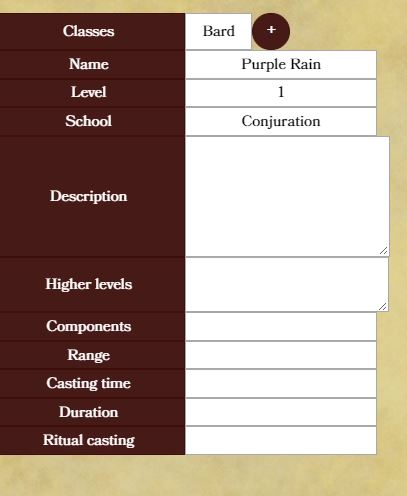 Classes Bard +
Name Purple Rain
Level 1
School Conjuration
Description
Higher levels
Components
Range
Casting time
Duration
Ritual casting